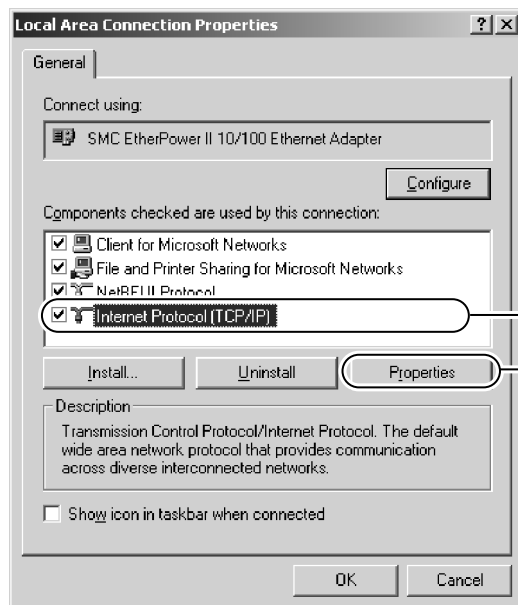 Local Area Connection Properties
General
Connect using:
SMC EtherPower II 10/100 Ethernet Adapter
Configure
Components checked are used by this connection:
Client for Microsoft Networks
File and Printer Sharing for Microsoft Networks
NetBEUI Protocol
Internet Protocol (TCP/IP)
Install... Uninstall Properties
Description
Transmission Control Protocol/Internet Protocol. The default
wide area network protocol that provides communication
across diverse interconnected networks.
Show icon in taskbar when connected
OK Cancel